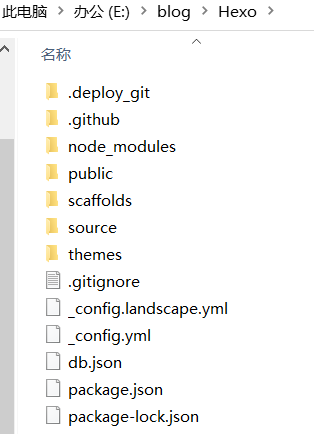 此电脑 > 办公 (E:) > blog > Hexo >
名称
.deploy_git
.github
node_modules
public
scaffolds
source
themes
.gitignore
_config.landscape.yml
_config.yml
db.json
package.json
package-lock.json